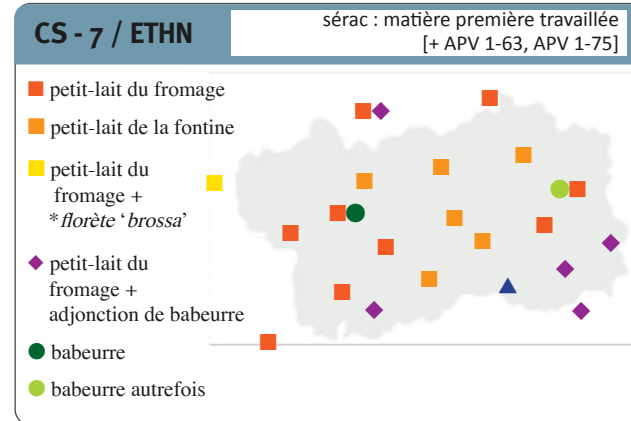 CS - 7 / ETHN
sérac : matière première travaillée
[+ APV 1-63, APV 1-75]
petit-lait du fromage
petit-lait de la fontine
petit-lait du
fromage +
*florète ‘brossa’
petit-lait du
fromage +
adjonction de babeurre
babeurre
babeurre autrefois